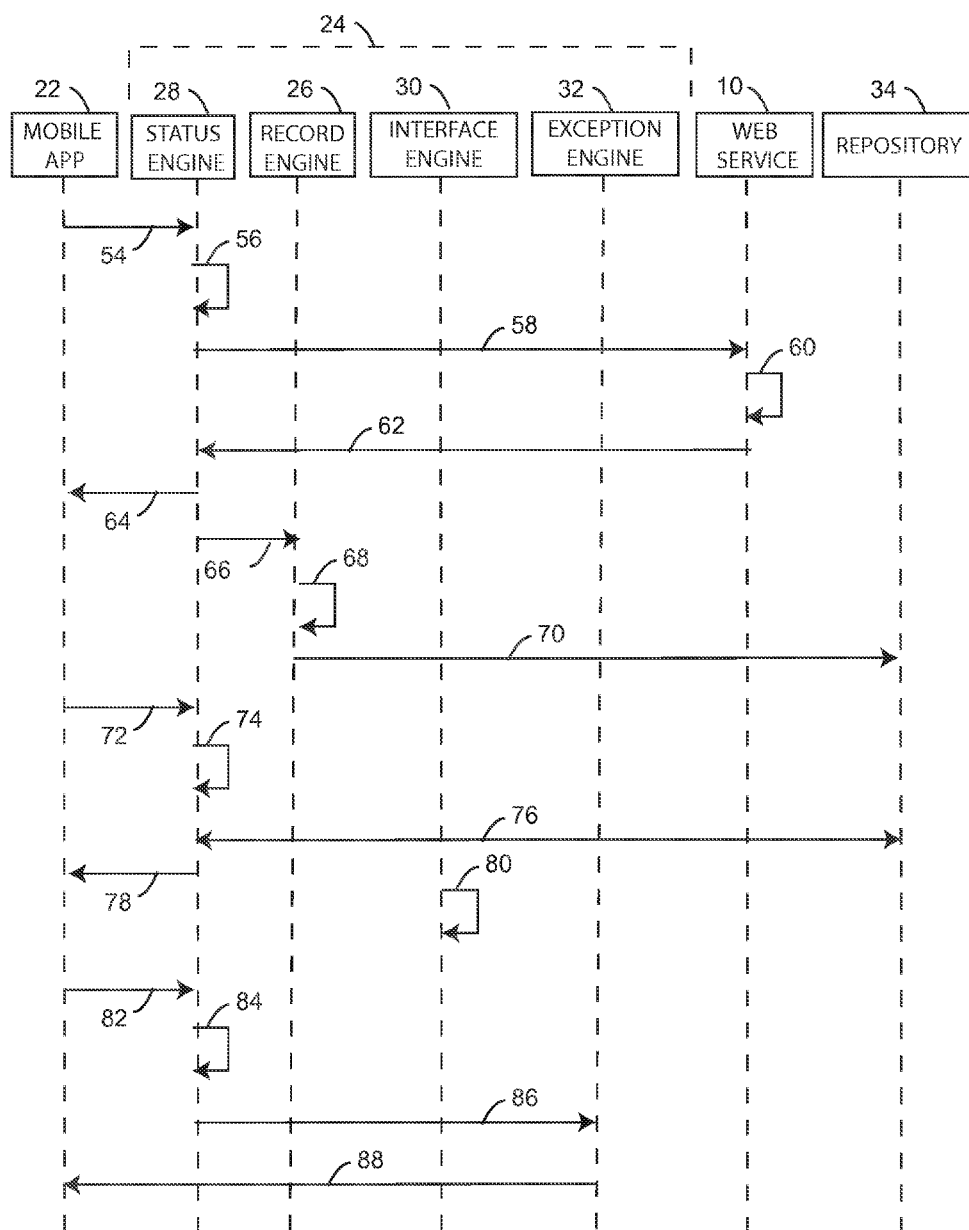 24
22 28 26 30 32 10 34
MOBILE APP
STATUS ENGINE
RECORD ENGINE
INTERFACE ENGINE
EXCEPTION ENGINE
WEB SERVICE
REPOSITORY
54
56
58
60
62
64
66
68
70
72
74
76
78
80
82
84
86
88